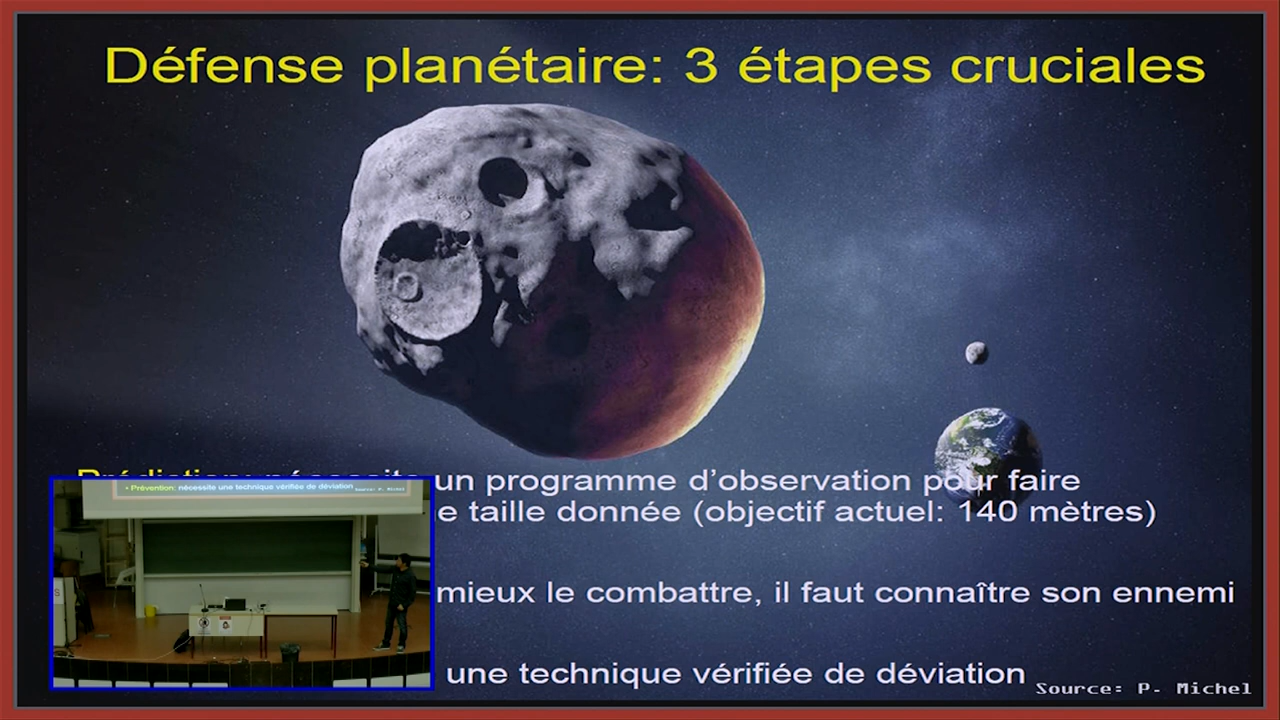 Défense planétaire: 3 étapes cruciales
Prédiction: nécessite un programme d’observation pour faire
e taille donnée (objectif actuel: 140 mètres)
mieux le combattre, il faut connaître son ennemi
une technique vérifiée de déviation
Source: P. Michel
• Prévention: nécessite une technique vérifiée de déviation
Source: P. Michel